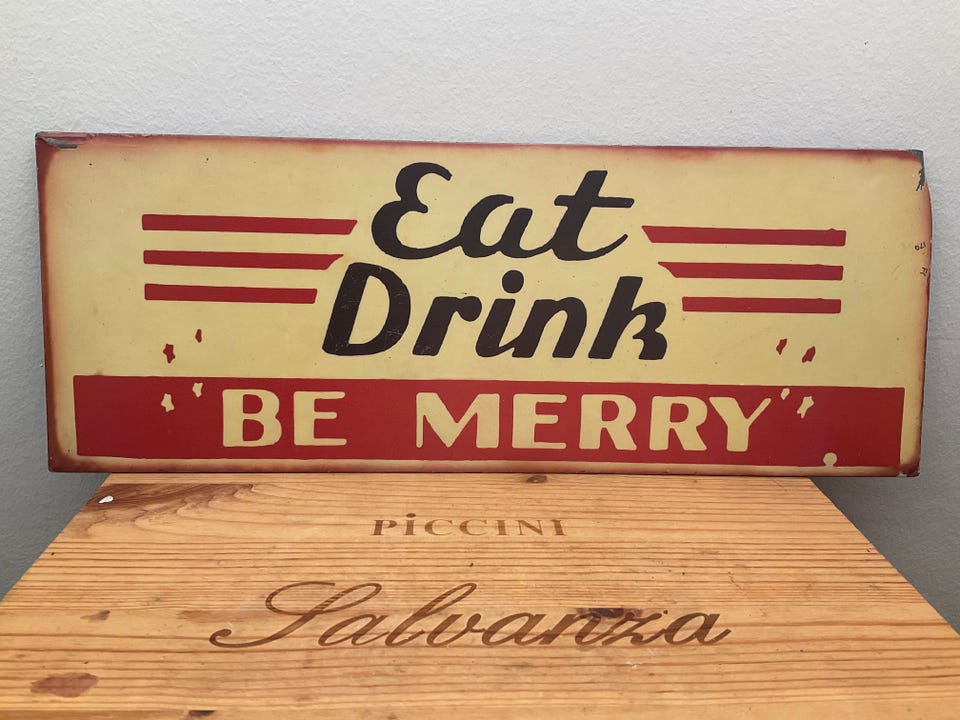 Eat
Drink
BE MERRY
PiCCINI
Salvanza